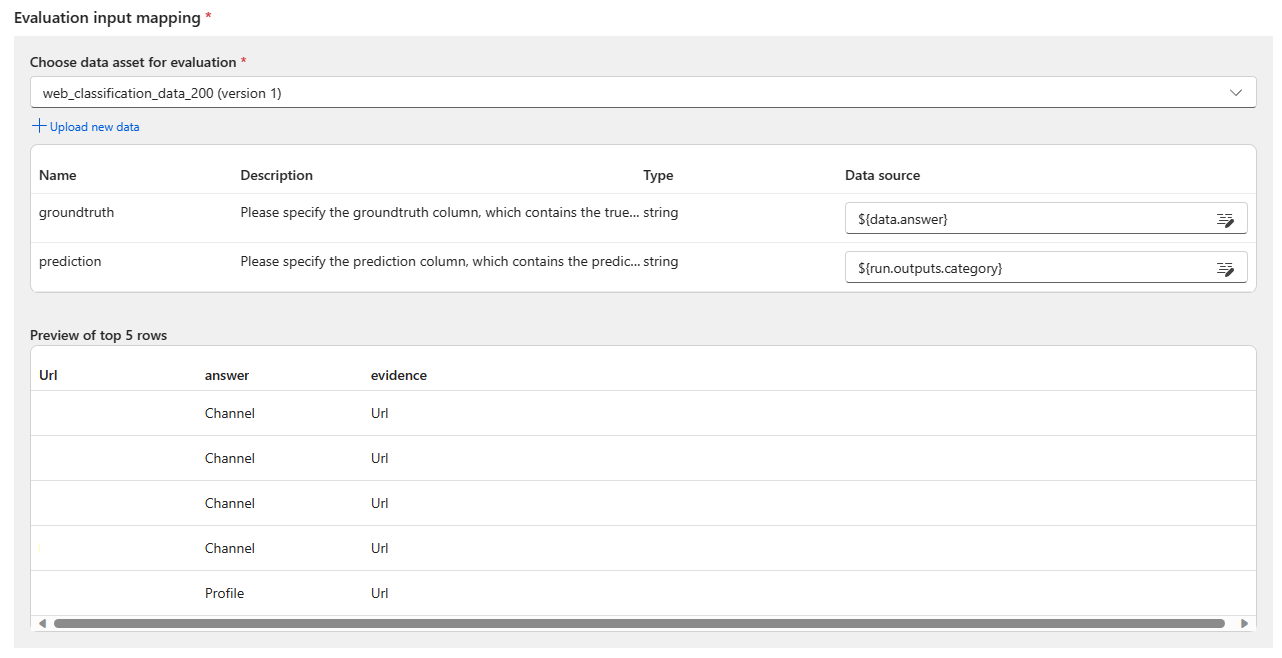 Evaluation input mapping *
Choose data asset for evaluation *
web_classification_data_200 (version 1)
Upload new data
Name Description Type Data source
groundtruth Please specify the groundtruth column, which contains the true... string ${data.answer}
prediction Please specify the prediction column, which contains the predic... string ${run.outputs.category}
Preview of top 5 rows
Url answer evidence
Channel Url
Channel Url
Channel Url
Channel Url
Profile Url